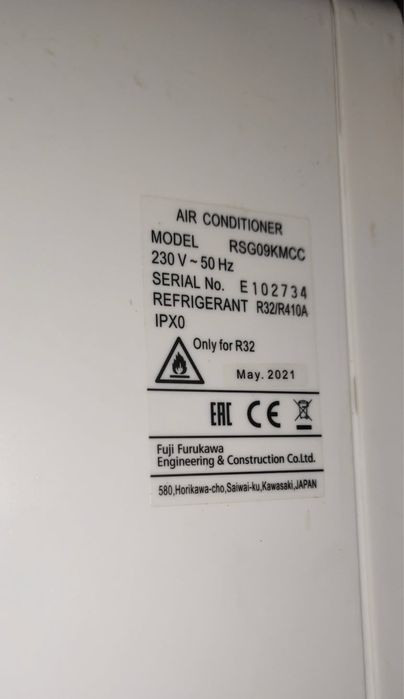 AIR CONDITIONER
MODEL RSG09KMCC
230 V ~ 50 Hz
SERIAL No. E102734
REFRIGERANT R32/R410A
IPX0
Only for R32
May. 2021
EAC CE
Fuji Furukawa
Engineering & Construction Co.Ltd.
580,Horikawa-cho,Saiwai-ku,Kawasaki,JAPAN